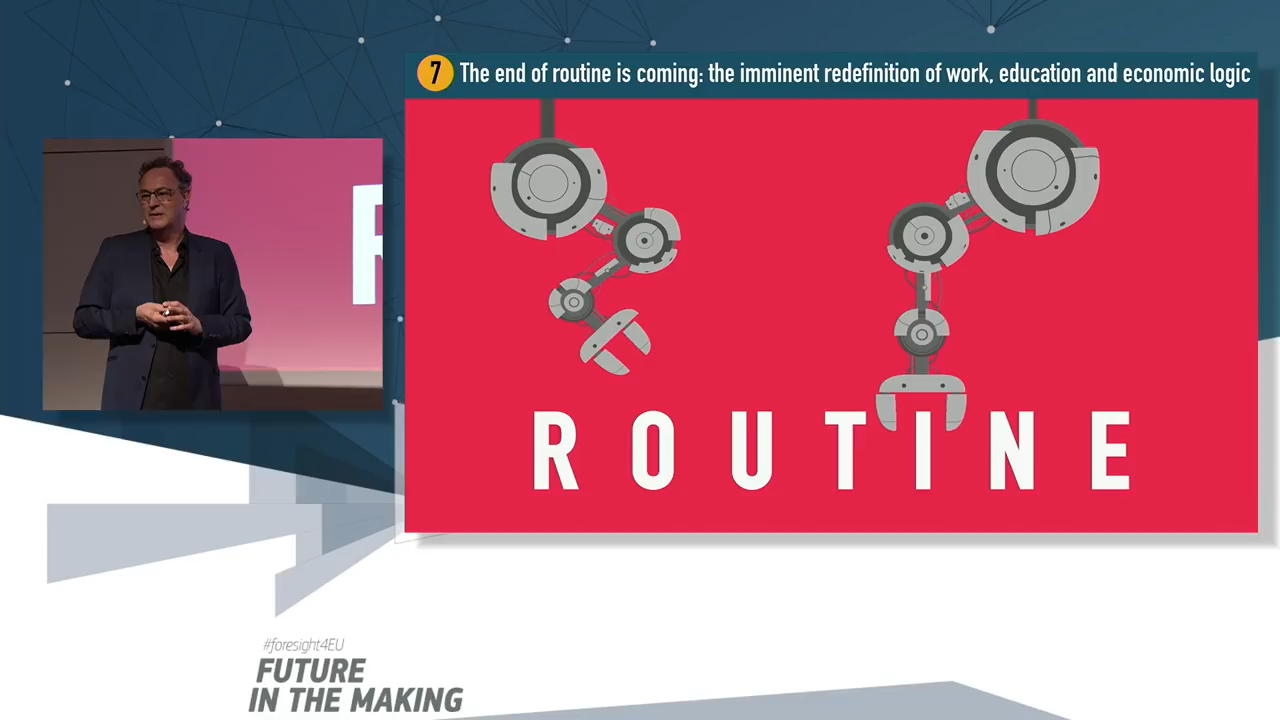 7 The end of routine is coming: the imminent redefinition of work, education and economic logic
R
ROUTINE
#foresight4EU
FUTURE
IN THE MAKING